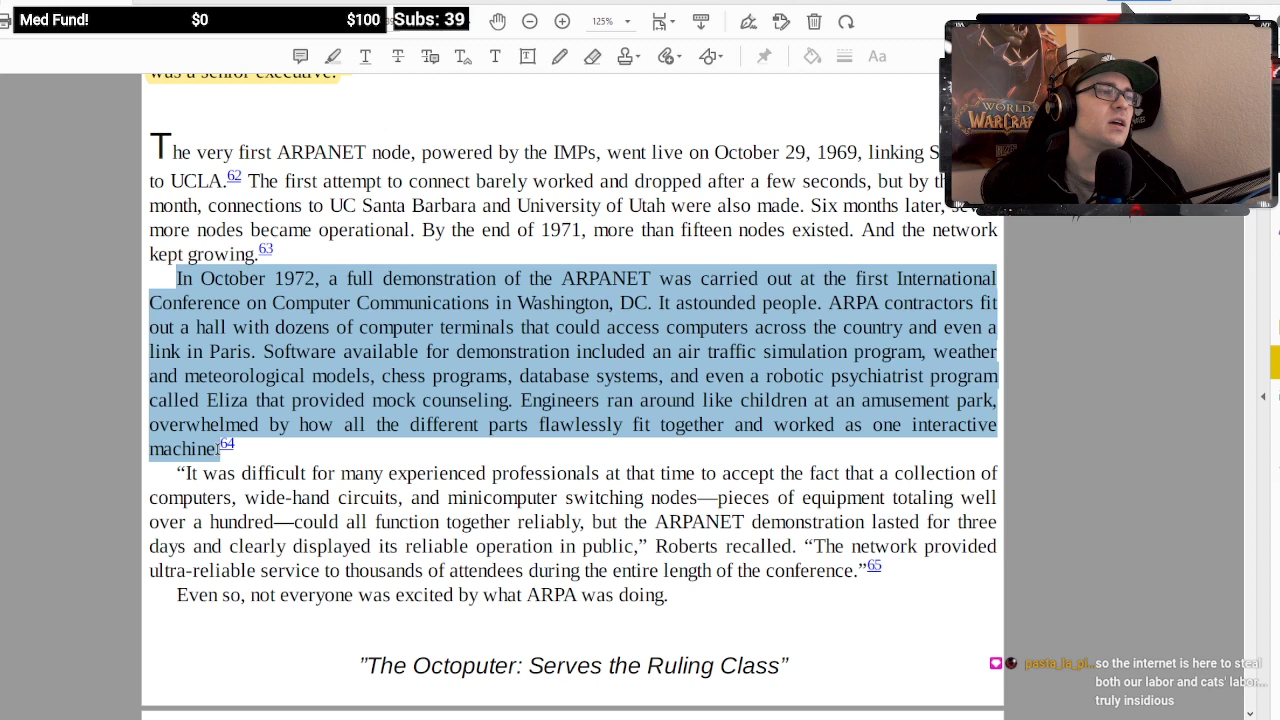 Med Fund! $0 $100 Subs: 39
125%
Aa
was a senior executive.
WORLD
WARCRAFT
The very first ARPANET node, powered by the IMPs, went live on October 29, 1969, linking
to UCLA.62 The first attempt to connect barely worked and dropped after a few seconds, but by
month, connections to UC Santa Barbara and University of Utah were also made. Six months later,
more nodes became operational. By the end of 1971, more than fifteen nodes existed. And the network
kept growing.63
In October 1972, a full demonstration of the ARPANET was carried out at the first International
Conference on Computer Communications in Washington, DC. It astounded people. ARPA contractors fit
out a hall with dozens of computer terminals that could access computers across the country and even a
link in Paris. Software available for demonstration included an air traffic simulation program, weather
and meteorological models, chess programs, database systems, and even a robotic psychiatrist program
called Eliza that provided mock counseling. Engineers ran around like children at an amusement park,
overwhelmed by how all the different parts flawlessly fit together and worked as one interactive
machine.64
“It was difficult for many experienced professionals at that time to accept the fact that a collection of
computers, wide-hand circuits, and minicomputer switching nodes—pieces of equipment totaling well
over a hundred—could all function together reliably, but the ARPANET demonstration lasted for three
days and clearly displayed its reliable operation in public,” Roberts recalled. “The network provided
ultra-reliable service to thousands of attendees during the entire length of the conference.”65
Even so, not everyone was excited by what ARPA was doing.
”The Octoputer: Serves the Ruling Class”
pasta_la_pi.. so the internet is here to steal
both our labor and cats' labor...
truly insidious